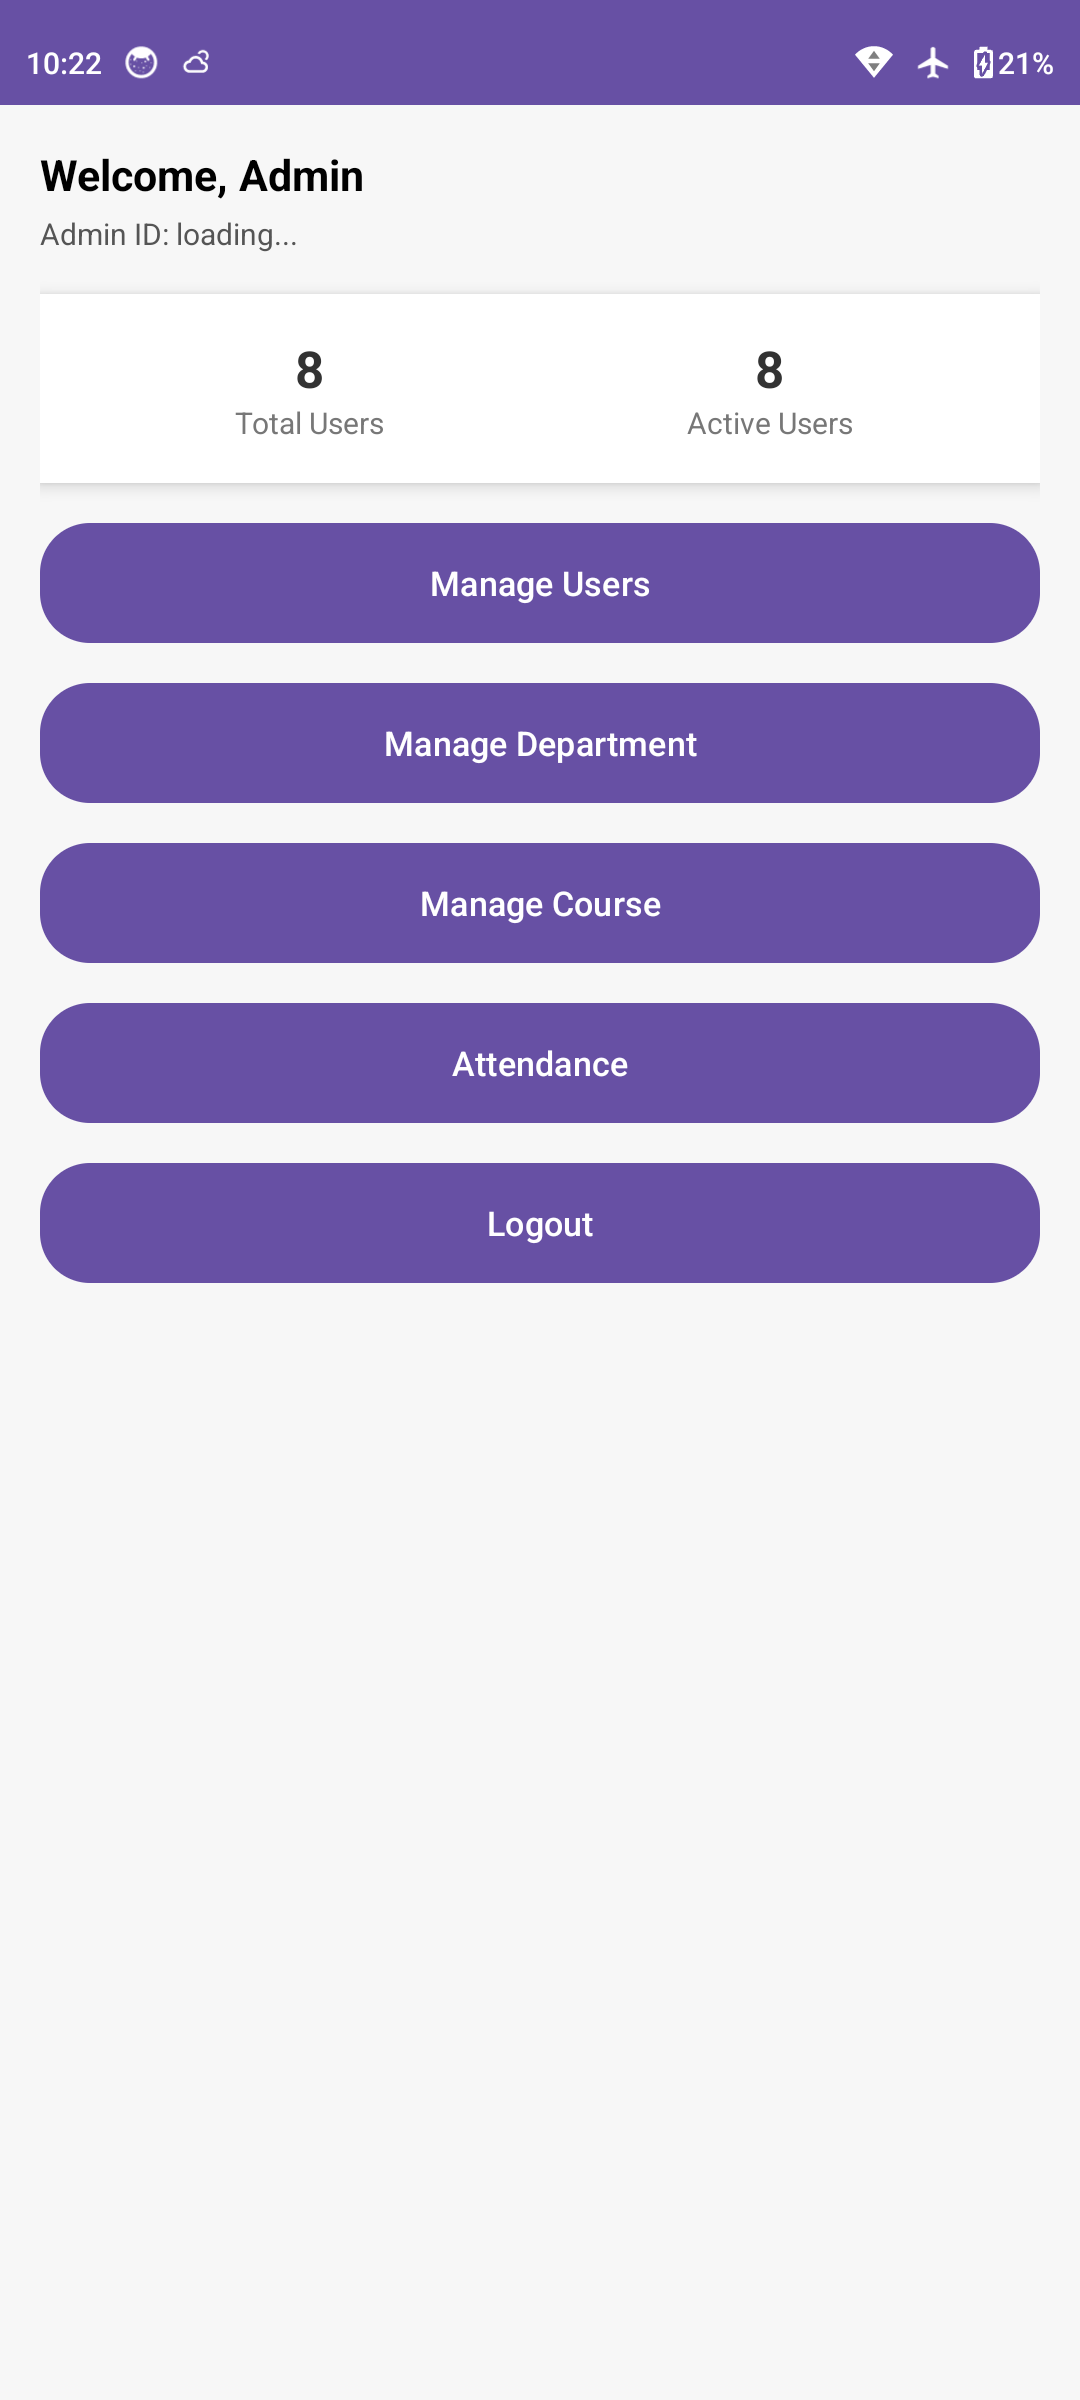 10:22
21%
Welcome, Admin
Admin ID: loading...
8 8
Total Users Active Users
Manage Users
Manage Department
Manage Course
Attendance
Logout